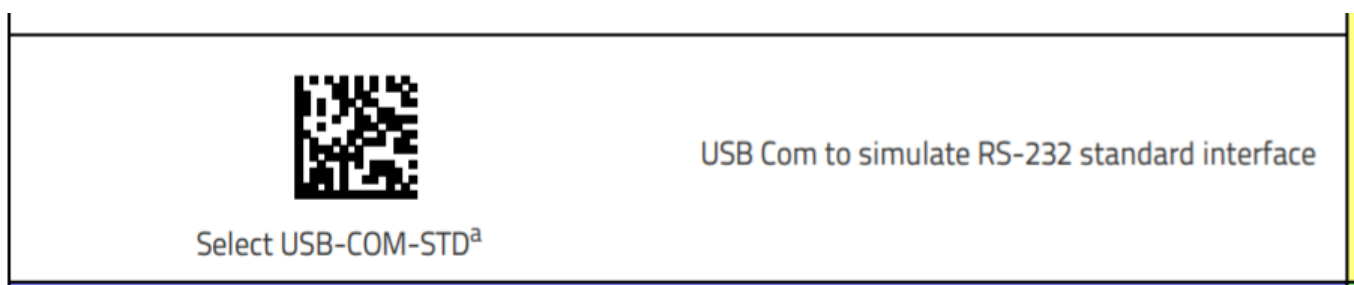 USB Com to simulate RS-232 standard interface
Select USB-COM-STDª